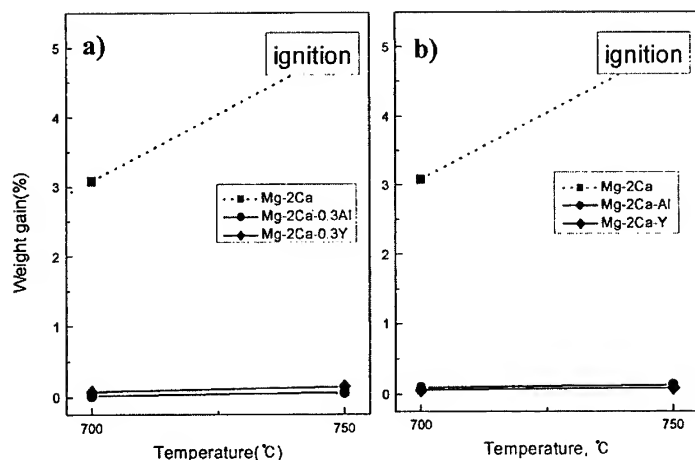 a)
ignition
Weight gain(%)
5
4
3
2
1
0
Mg-2Ca
Mg-2Ca-0.3Al
Mg-2Ca-0.3Y
700
750
Temperature(℃)
b)
ignition
5
4
3
2
1
0
Mg-2Ca
Mg-2Ca-Al
Mg-2Ca-Y
700
750
Temperature, ℃